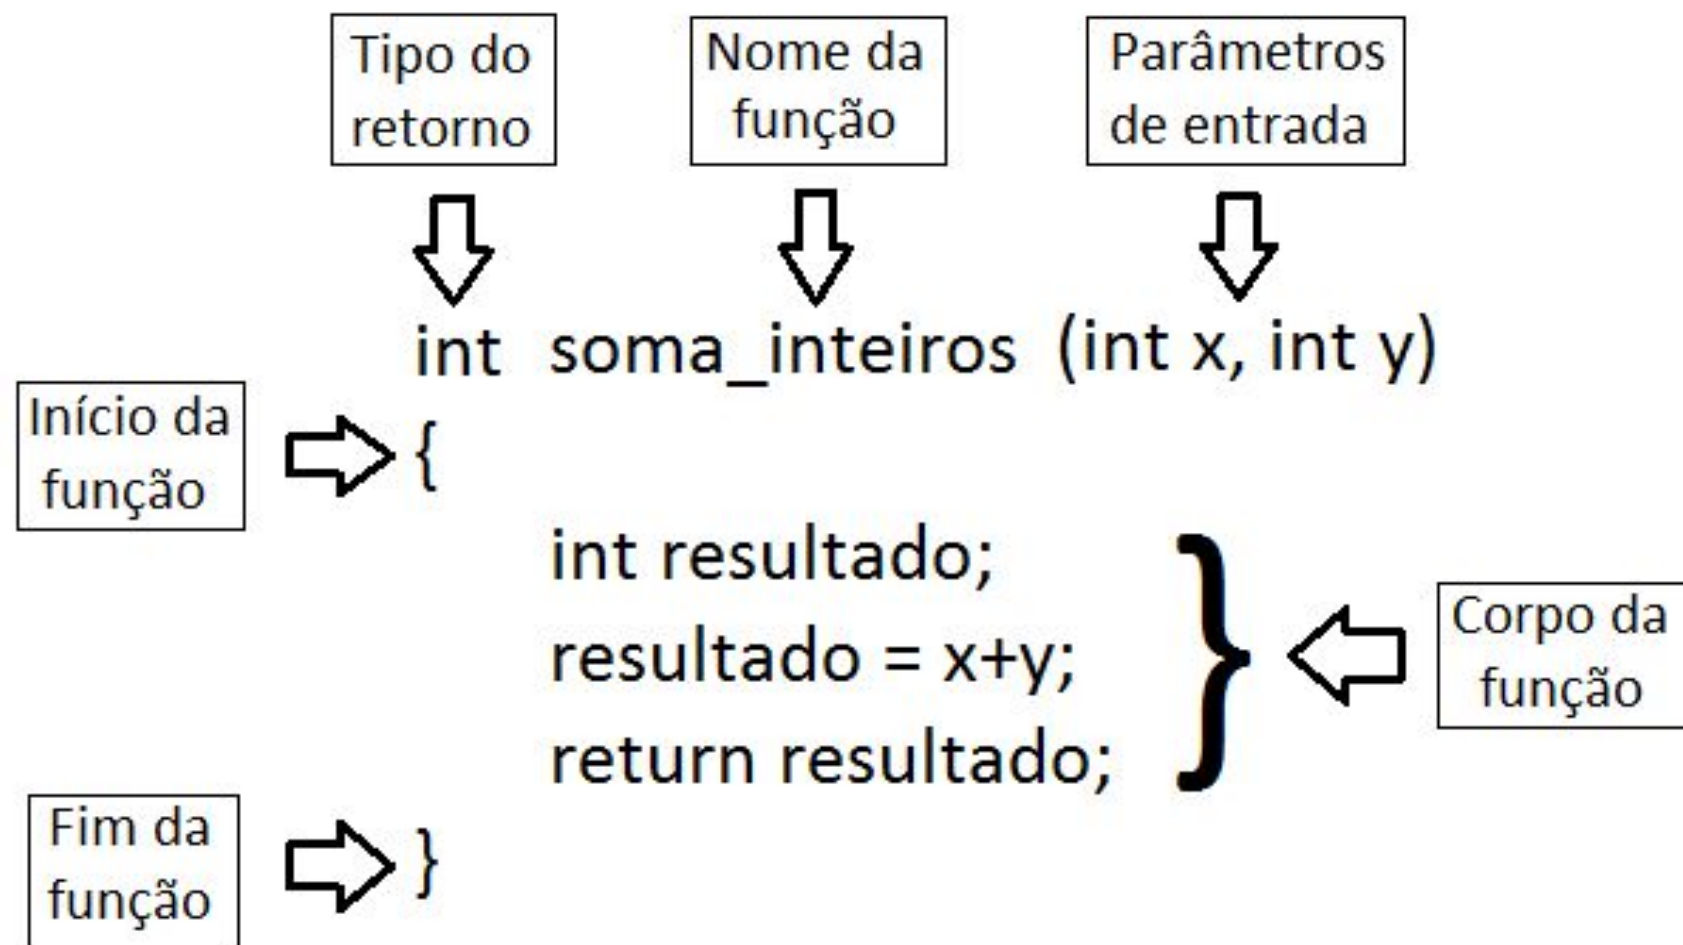 Tipo do
retorno
Nome da
função
Parâmetros
de entrada
int soma_inteiros (int x, int y)
Início da
função
{
int resultado;
resultado = x+y;
return resultado;
}
Corpo da
função
Fim da
função
}